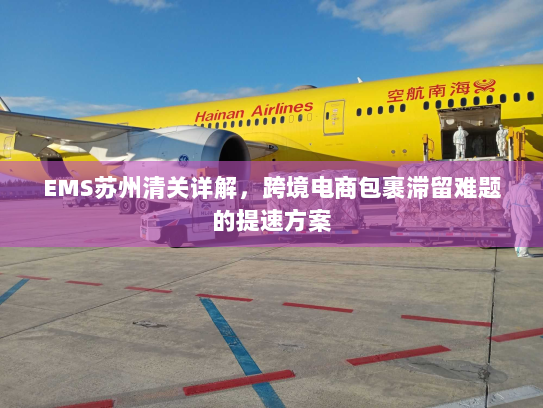 Hainan Airlines
空航南海
EMS苏州清关详解，跨境电商包裹滞留难题
的提速方案